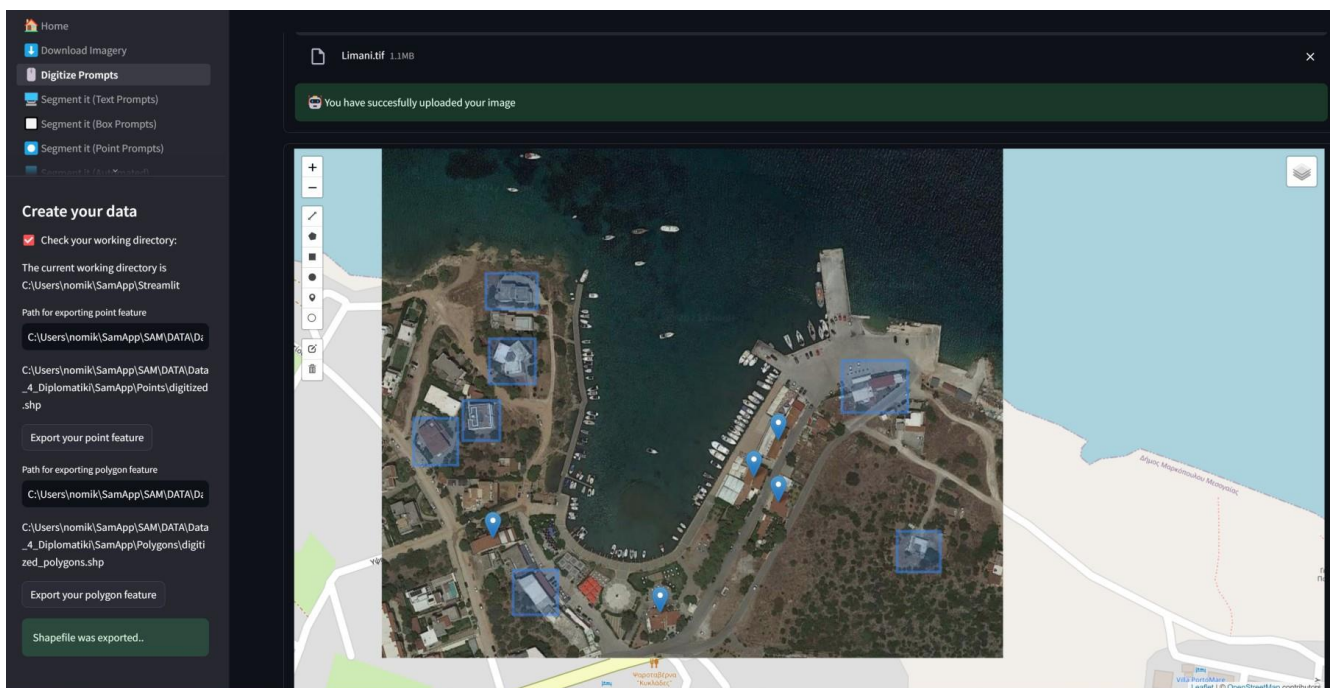 Home
Download Imagery
Digitize Prompts
Segment it (Text Prompts)
Segment it (Box Prompts)
Segment it (Point Prompts)
Segment it (Automated)
Create your data
Check your working directory:
The current working directory is
C:\Users\nomik\SamApp\Streamlit
Path for exporting point feature
C:\Users\nomik\SamApp\SAM\DATA\Da
C:\Users\nomik\SamApp\SAM\DATA\Data
_4_Diplomatiki\SamApp\Points\digitized
.shp
Export your point feature
Path for exporting polygon feature
C:\Users\nomik\SamApp\SAM\DATA\Da
C:\Users\nomik\SamApp\SAM\DATA\Data
_4_Diplomatiki\SamApp\Polygons\digiti
zed_polygons.shp
Export your polygon feature
Shapefile was exported..
Limani.tif 1.1MB
You have succesfully uploaded your image
+
−
Δήμος Μαρκόπουλου Μεσογαίας
Ψαροταβέρνα
"Κυκλάδες"
Villa PortoMare
Leaflet | © OpenStreetMap contributors